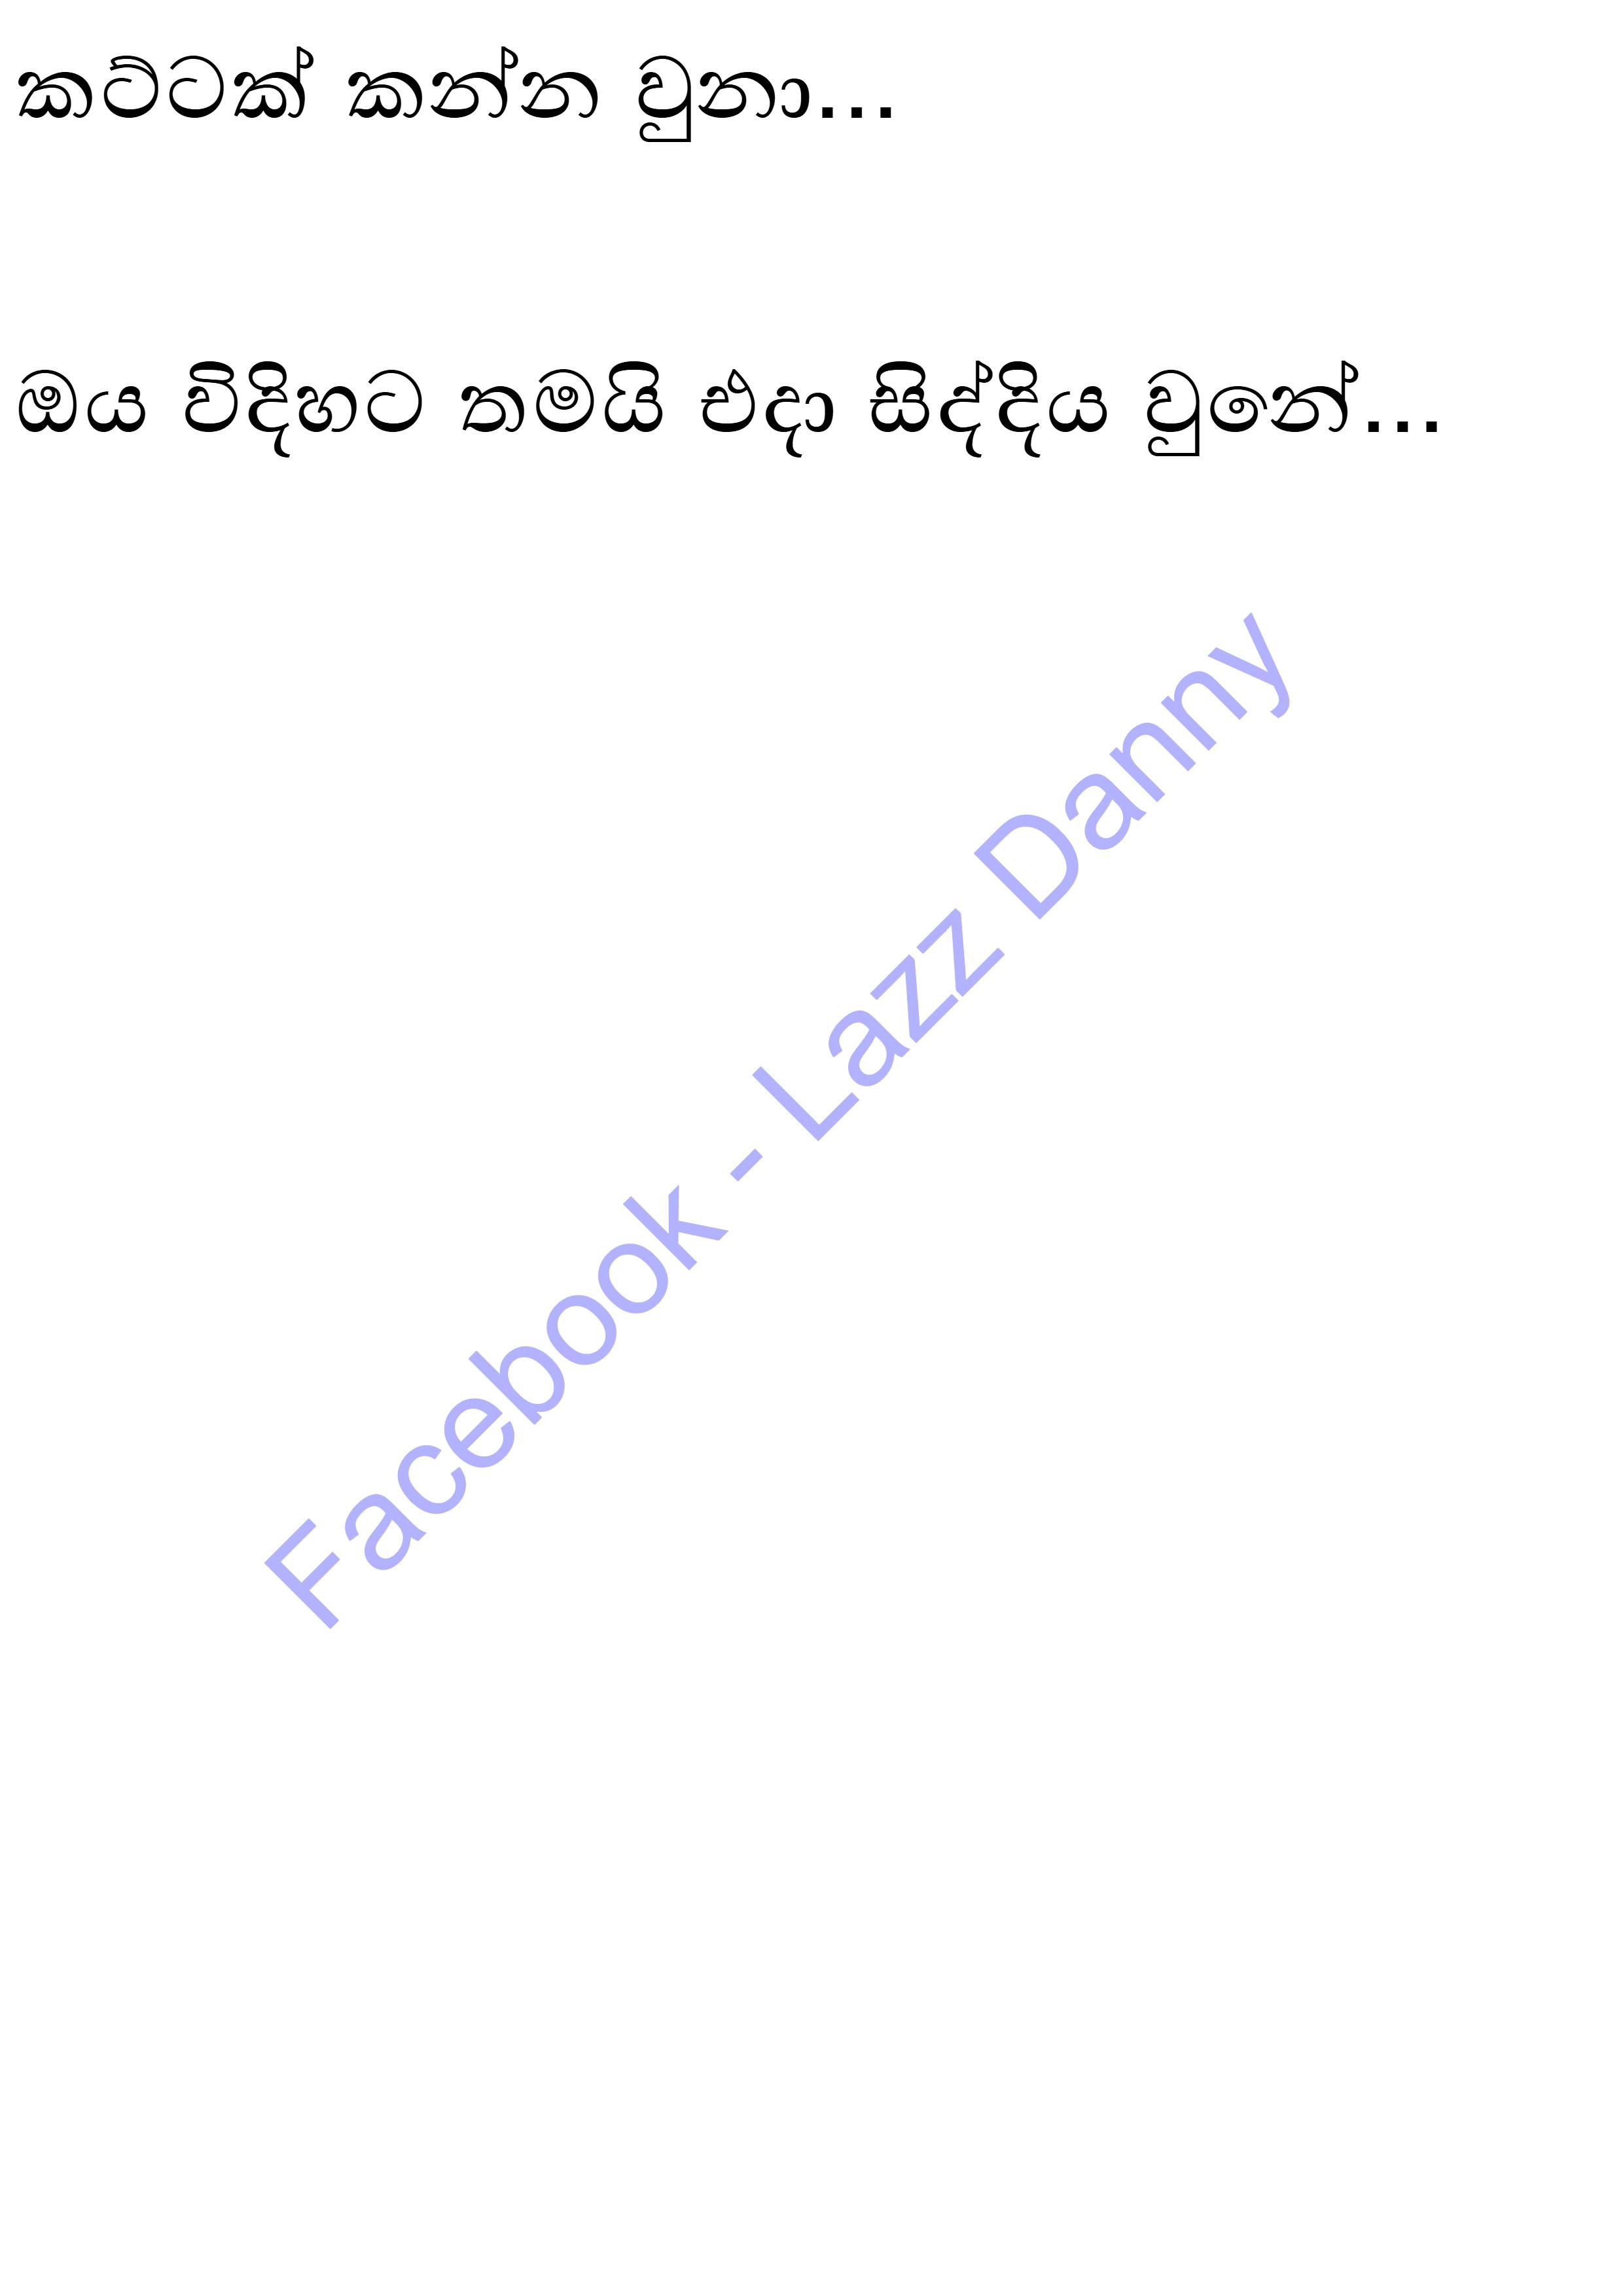 කට්ටක් කන්න වුනා...
ඔය විදිහට තමයි එදා සිද්දිය වුනේ...
Facebook - Lazz Danny